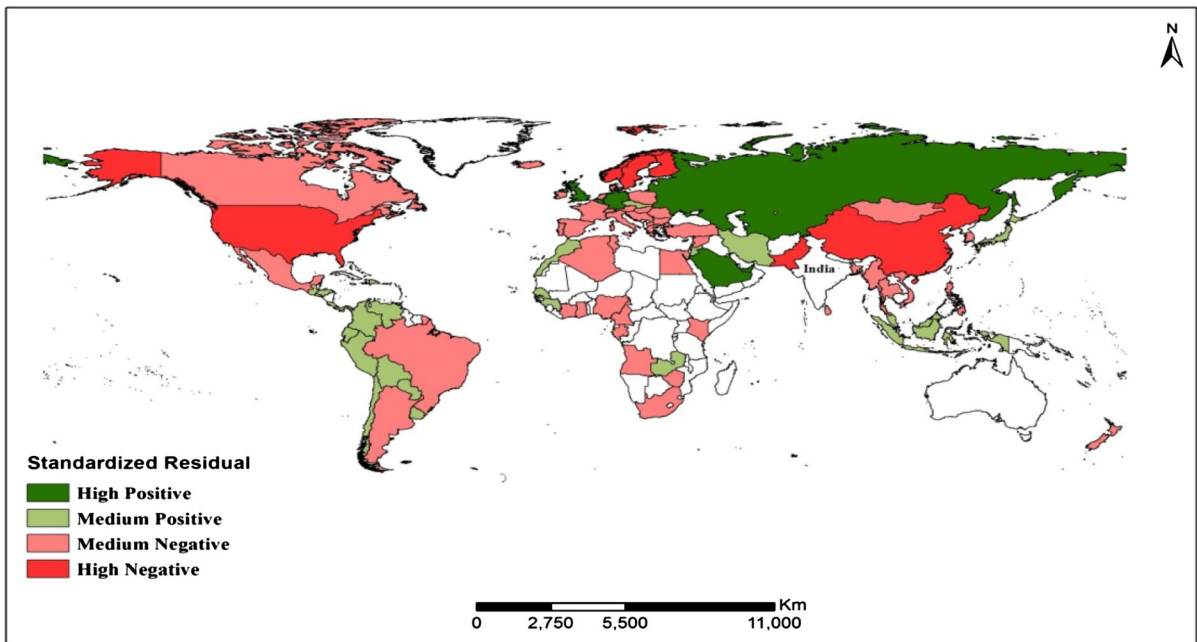 N
India
Standardized Residual
High Positive
Medium Positive
Medium Negative
High Negative
Km
0 2,750 5,500 11,000